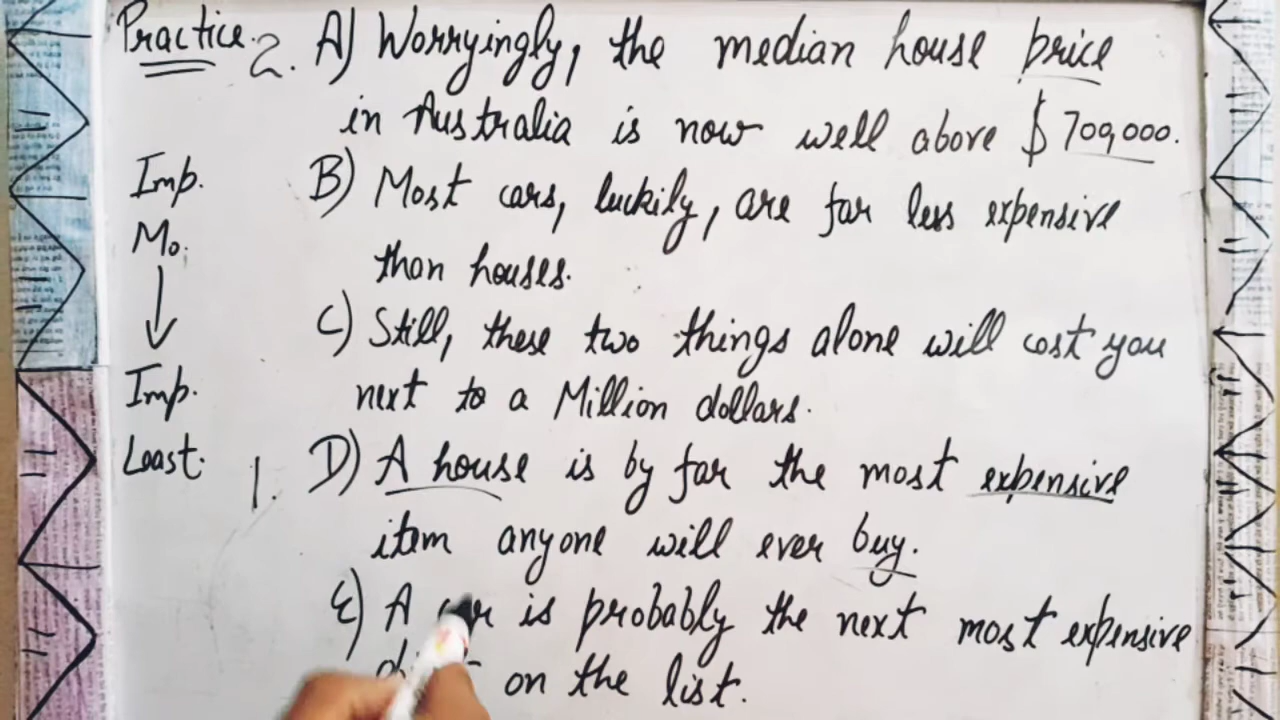 Practice. 2. A) Worryingly, the median house price
in Australia is now well above $ 700,000.
Imp. B) Most cars, luckily, are far less expensive
Mo.
than houses.
C) Still, these two things alone will cost you
Imp. next to a Million dollars.
Least. 1. D) A house is by far the most expensive
item anyone will ever buy.
E) A is probably the next most expensive
on the list.